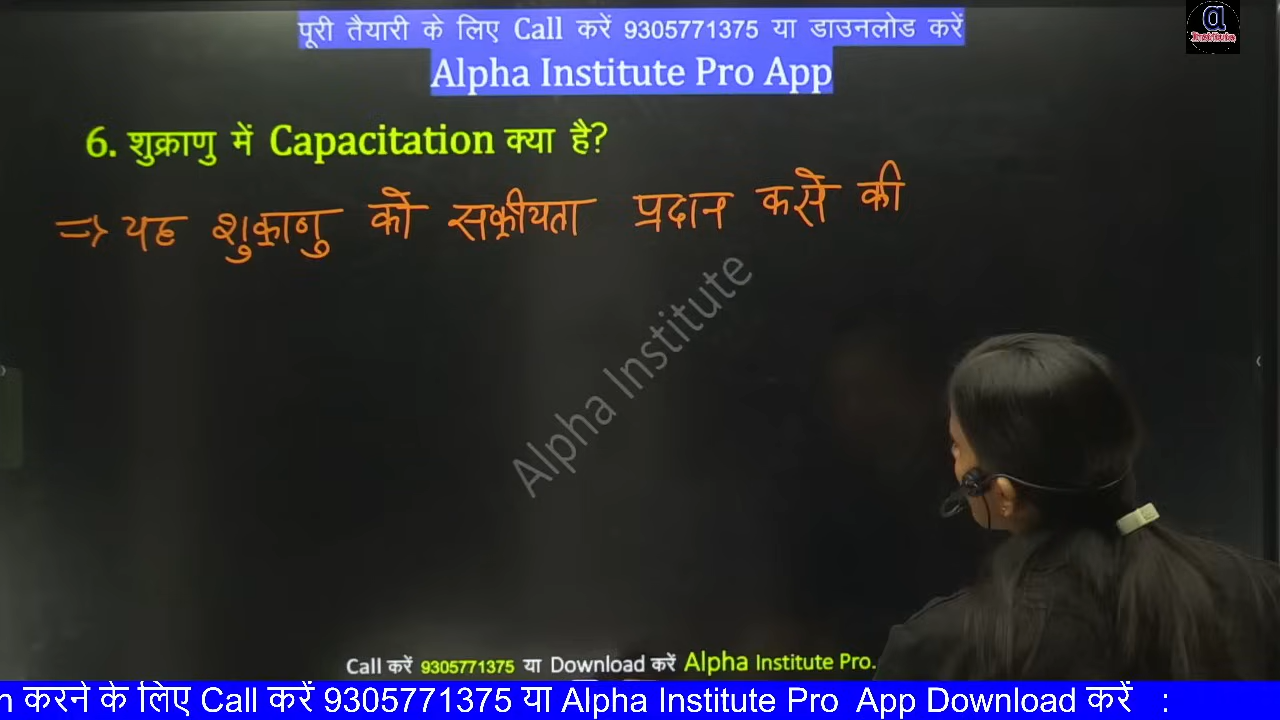 पूरी तैयारी के लिए Call करें 9305771375 या डाउनलोड करें
Alpha Institute Pro App
@
Institute
6. शुक्राणु में Capacitation क्या है?
⇒ यह शुक्राणु को सक्रीयता प्रदान करने की
Alpha Institute
Call करें 9305771375 या Download करें Alpha Institute Pro.
n करने के लिए Call करें 9305771375 या Alpha Institute Pro App Download करें :